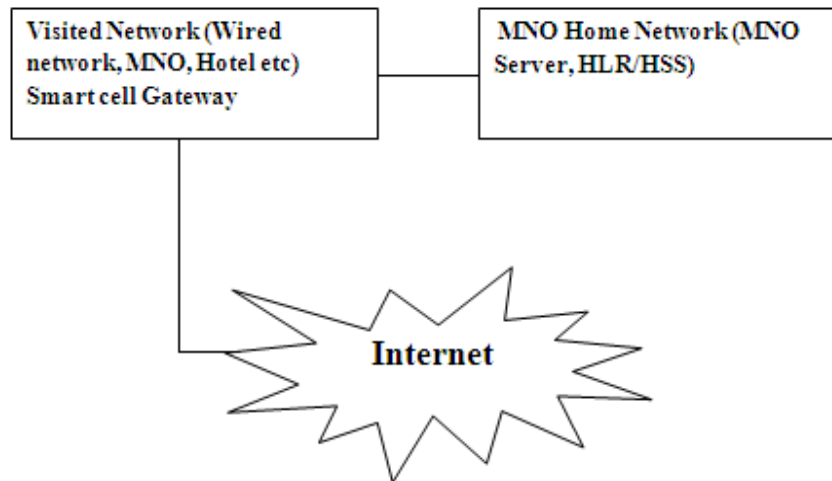 Visited Network (Wired
network, MNO, Hotel etc)
Smart cell Gateway
MNO Home Network (MNO
Server, HLR/HSS)
Internet